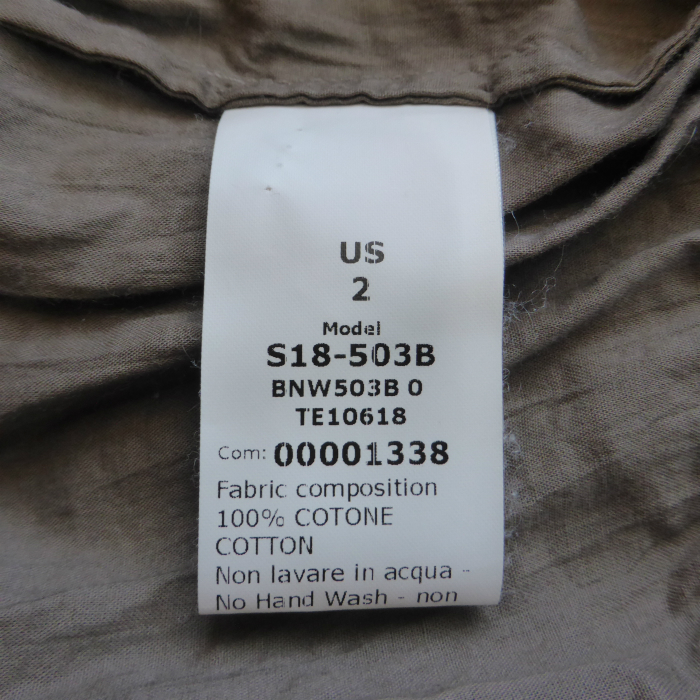 US
2
Model
S18-503B
BNW503B 0
TE10618
Com: 00001338
Fabric composition
100% COTONE
COTTON
Non lavare in acqua -
No Hand Wash - non